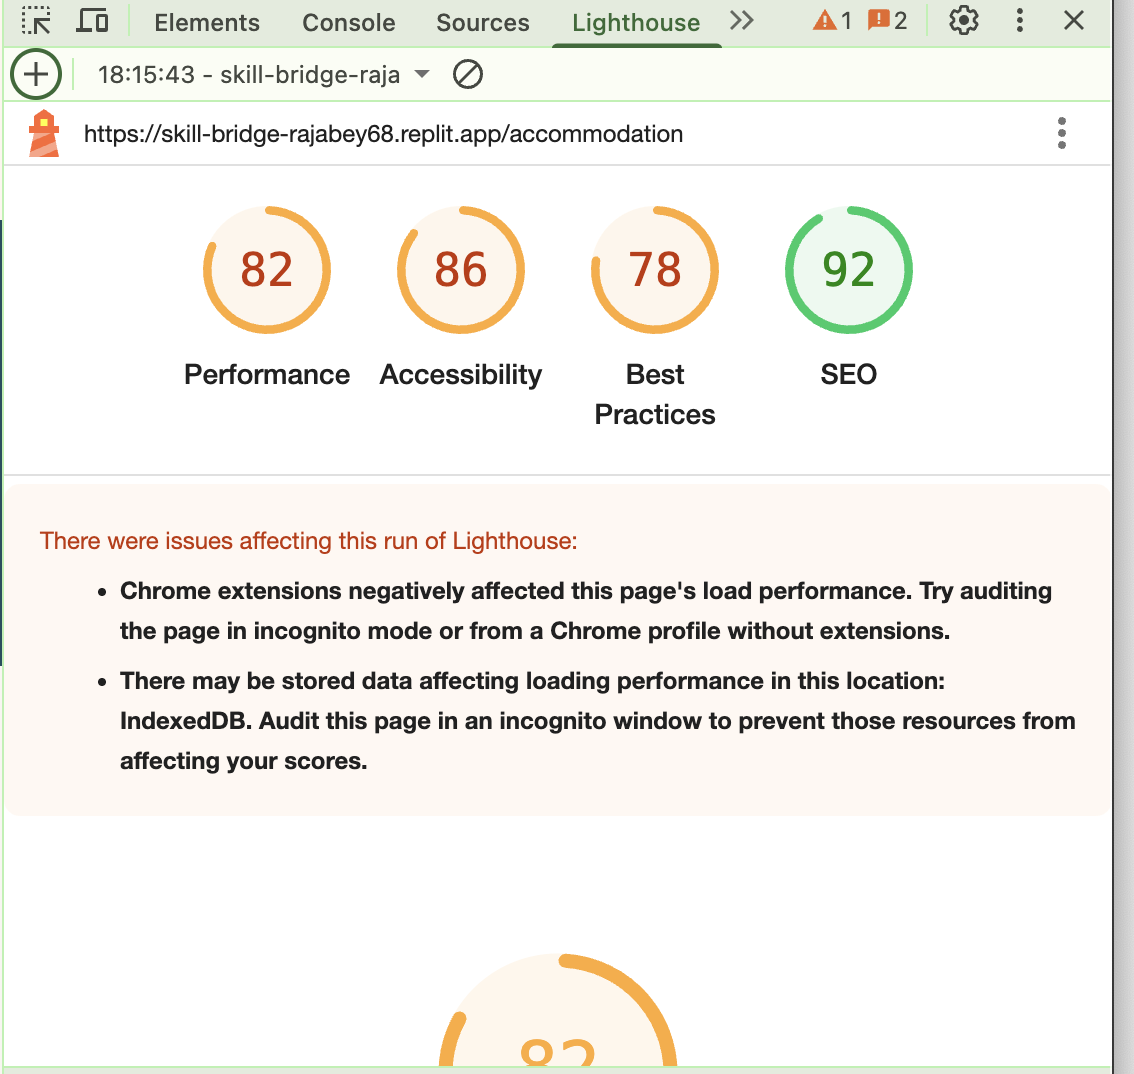 Elements Console Sources Lighthouse 1 2
18:15:43 - skill-bridge-raja
https://skill-bridge-rajabey68.replit.app/accommodation
82 86 78 92
Performance Accessibility Best Practices SEO
There were issues affecting this run of Lighthouse:
• Chrome extensions negatively affected this page's load performance. Try auditing
the page in incognito mode or from a Chrome profile without extensions.
• There may be stored data affecting loading performance in this location:
IndexedDB. Audit this page in an incognito window to prevent those resources from
affecting your scores.
82